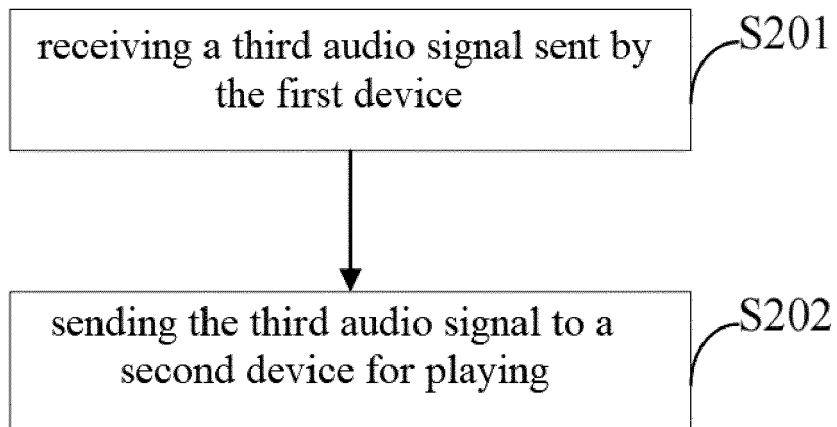 receiving a third audio signal sent by
the first device
S201
sending the third audio signal to a
second device for playing
S202